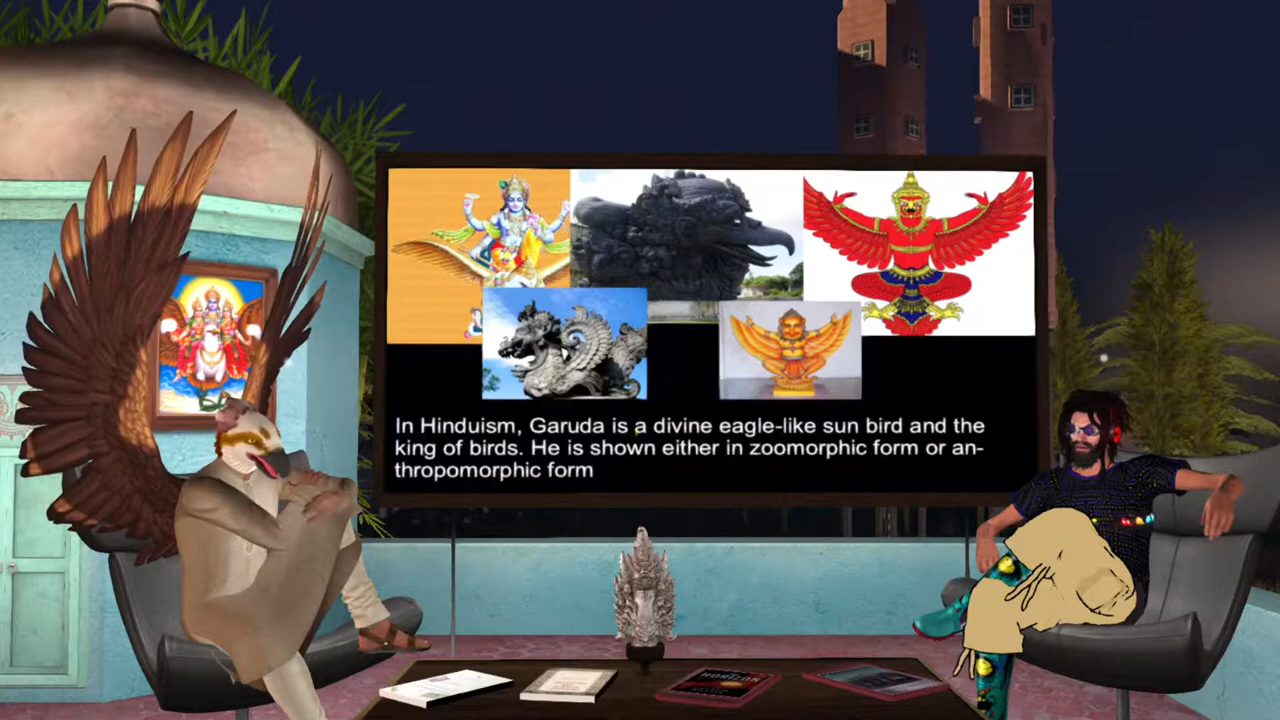 In Hinduism, Garuda is a divine eagle-like sun bird and the
king of birds. He is shown either in zoomorphic form or an-
thropomorphic form
HORIZON